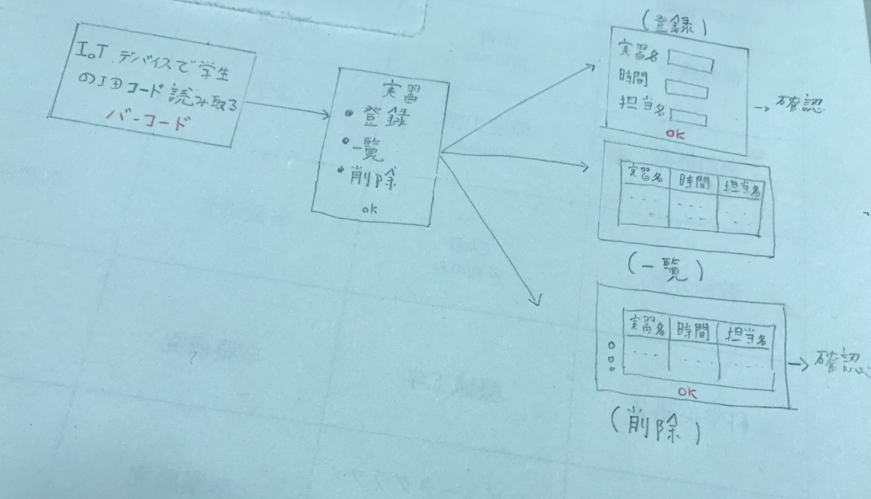 IoT デバイスで学生
のIDコード読み取る
バーコード
実習
・登録
・一覧
・削除
OK
(登録)
実習名
時間
担当名
OK
→確認
実習名 時間 担当名
(一覧)
実習名 時間 担当名
OK
→確認
(削除)